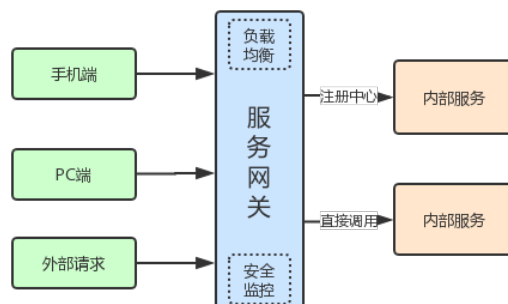 手机端
PC端
外部请求
负载
均衡
服
务
网
关
安全
监控
注册中心
直接调用
内部服务
内部服务